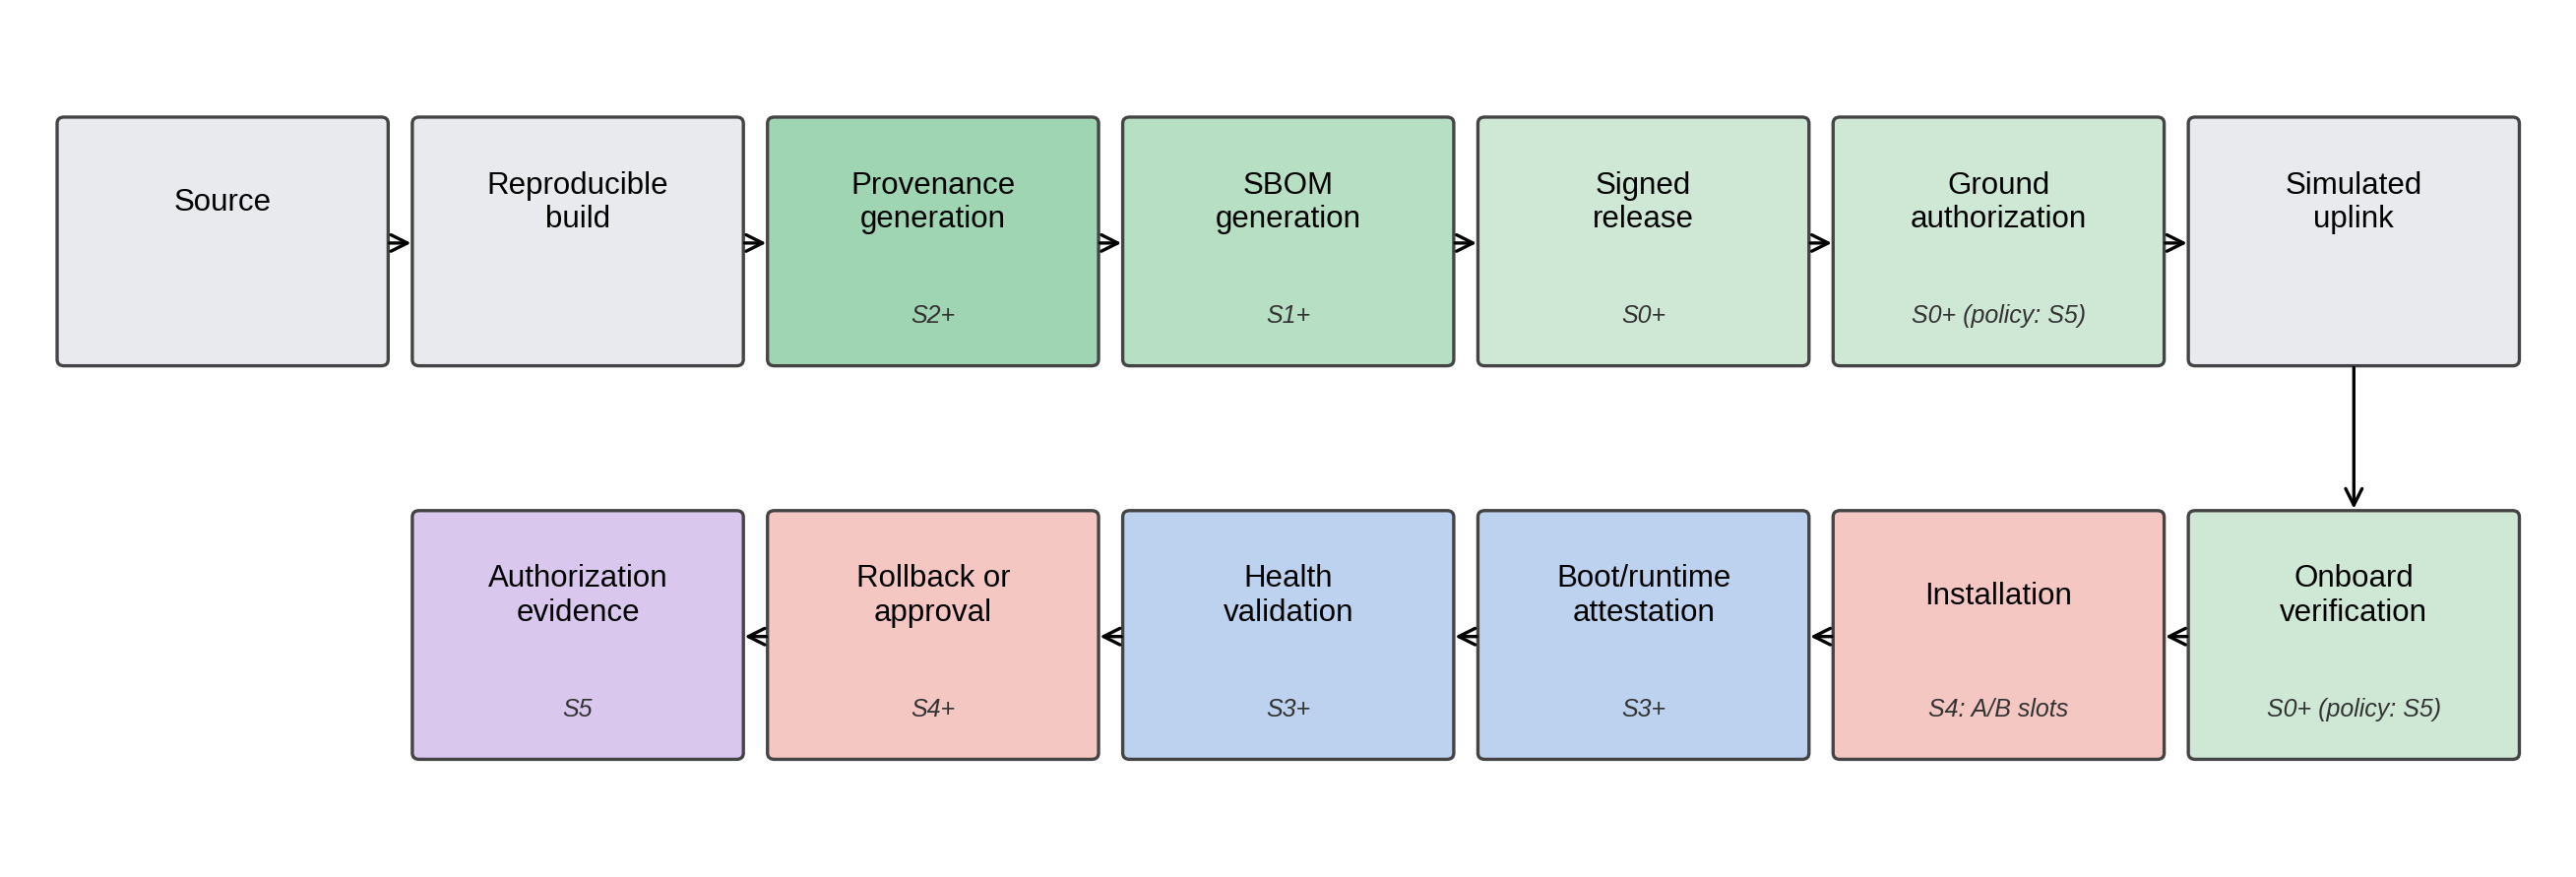 Source
Reproducible
build
Provenance
generation
S2+
SBOM
generation
S1+
Signed
release
S0+
Ground
authorization
S0+ (policy: S5)
Simulated
uplink
Authorization
evidence
S5
Rollback or
approval
S4+
Health
validation
S3+
Boot/runtime
attestation
S3+
Installation
S4: A/B slots
Onboard
verification
S0+ (policy: S5)